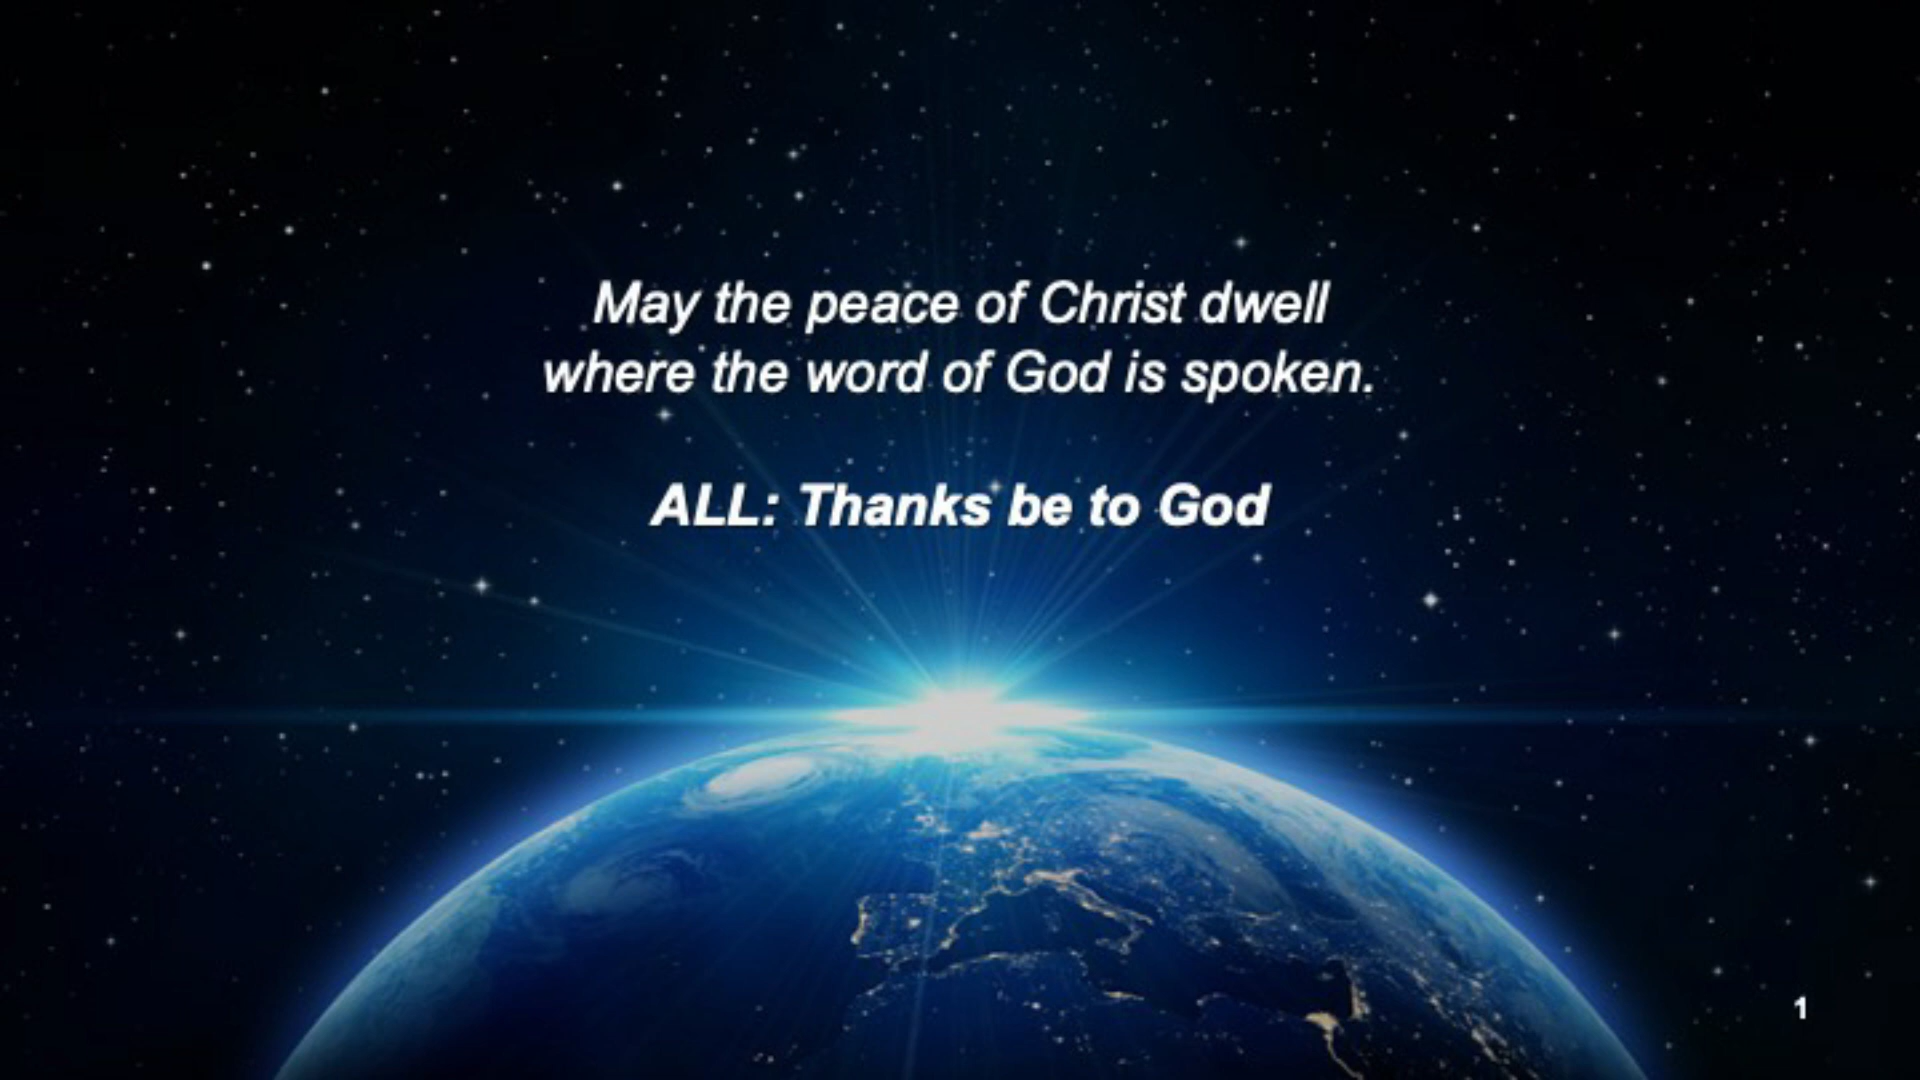 May the peace of Christ dwell
where the word of God is spoken.
ALL: Thanks be to God
1